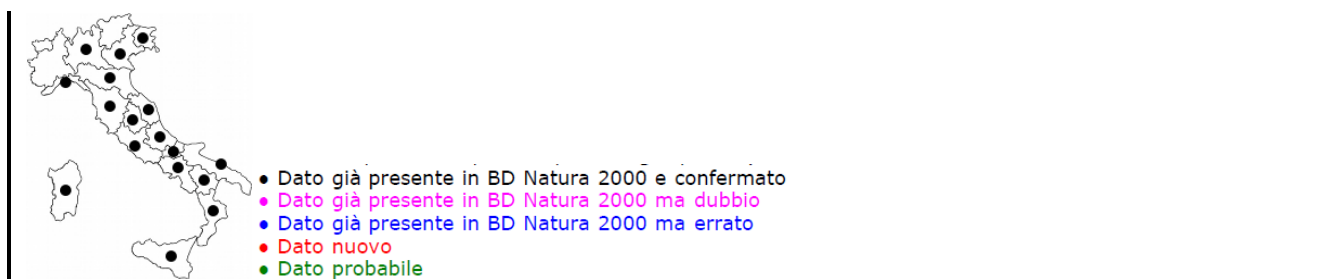 ● Dato già presente in BD Natura 2000 e confermato
● Dato già presente in BD Natura 2000 ma dubbio
● Dato già presente in BD Natura 2000 ma errato
● Dato nuovo
● Dato probabile